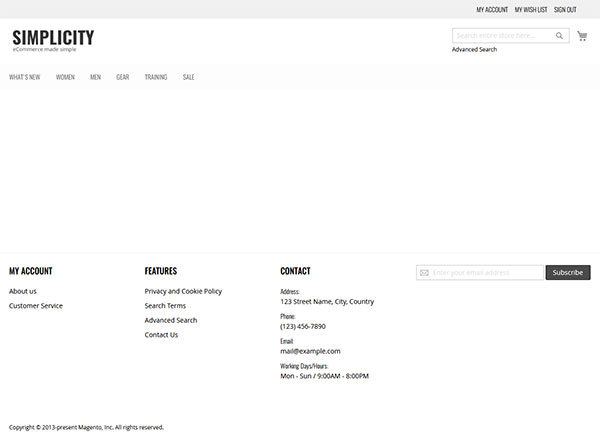 MY ACCOUNT MY WISH LIST SIGN OUT
SIMPLICITY
eCommerce made simple
Search entire store here...
Advanced Search
WHAT'S NEW WOMEN MEN GEAR TRAINING SALE
MY ACCOUNT
About us
Customer Service
FEATURES
Privacy and Cookie Policy
Search Terms
Advanced Search
Contact Us
CONTACT
Address:
123 Street Name, City, Country
Phone:
(123) 456-7890
Email:
mail@example.com
Working Days/Hours:
Mon - Sun / 9:00AM - 8:00PM
Enter your email address
Subscribe
Copyright © 2013-present Magento, Inc. All rights reserved.